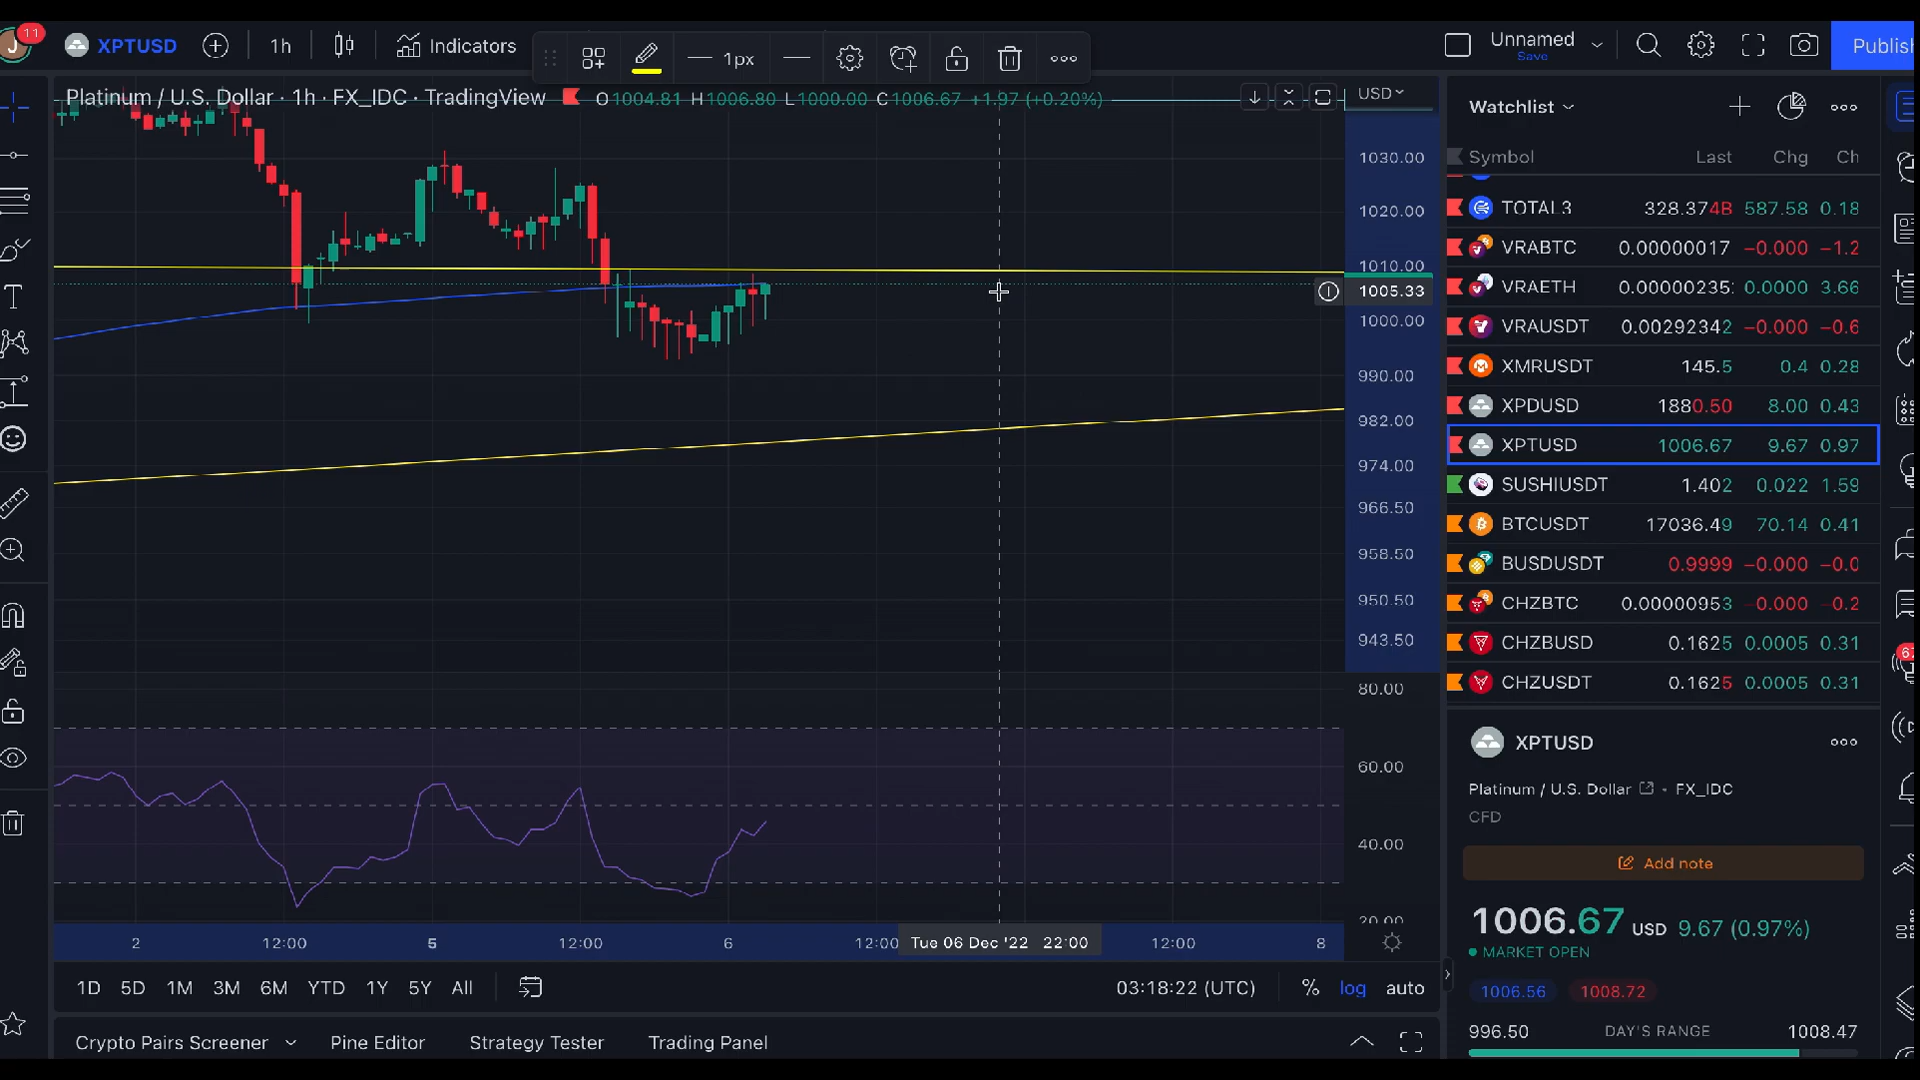 J 11 XPTUSD 1h Indicators 1px Unnamed Save Publish
Platinum / U.S. Dollar · 1h · FX_IDC · TradingView O1004.81 H1006.80 L1000.00 C1006.67 +1.97 (+0.20%)
USD
1030.00
1020.00
1010.00
1005.33
1000.00
990.00
982.00
974.00
966.50
958.50
950.50
943.50
80.00
60.00
40.00
20.00
2 12:00 5 12:00 6 12:00 Tue 06 Dec '22 22:00 12:00 8
1D 5D 1M 3M 6M YTD 1Y 5Y All 03:18:22 (UTC) % log auto
Crypto Pairs Screener Pine Editor Strategy Tester Trading Panel
Watchlist
Symbol Last Chg Ch
TOTAL3 328.374B 587.58 0.18
VRABTC 0.00000017 −0.000 −1.2
VRAETH 0.000002352 0.0000 3.66
VRAUSDT 0.00292342 −0.000 −0.6
XMRUSDT 145.5 0.4 0.28
XPDUSD 1880.50 8.00 0.43
XPTUSD 1006.67 9.67 0.97
SUSHIUSDT 1.402 0.022 1.59
BTCUSDT 17036.49 70.14 0.41
BUSDUSDT 0.9999 −0.000 −0.0
CHZBTC 0.00000953 −0.000 −0.2
CHZBUSD 0.1625 0.0005 0.31
CHZUSDT 0.1625 0.0005 0.31
XPTUSD
Platinum / U.S. Dollar · FX_IDC
CFD
Add note
1006.67 USD 9.67 (0.97%)
MARKET OPEN
1006.56 1008.72
996.50 DAY'S RANGE 1008.47